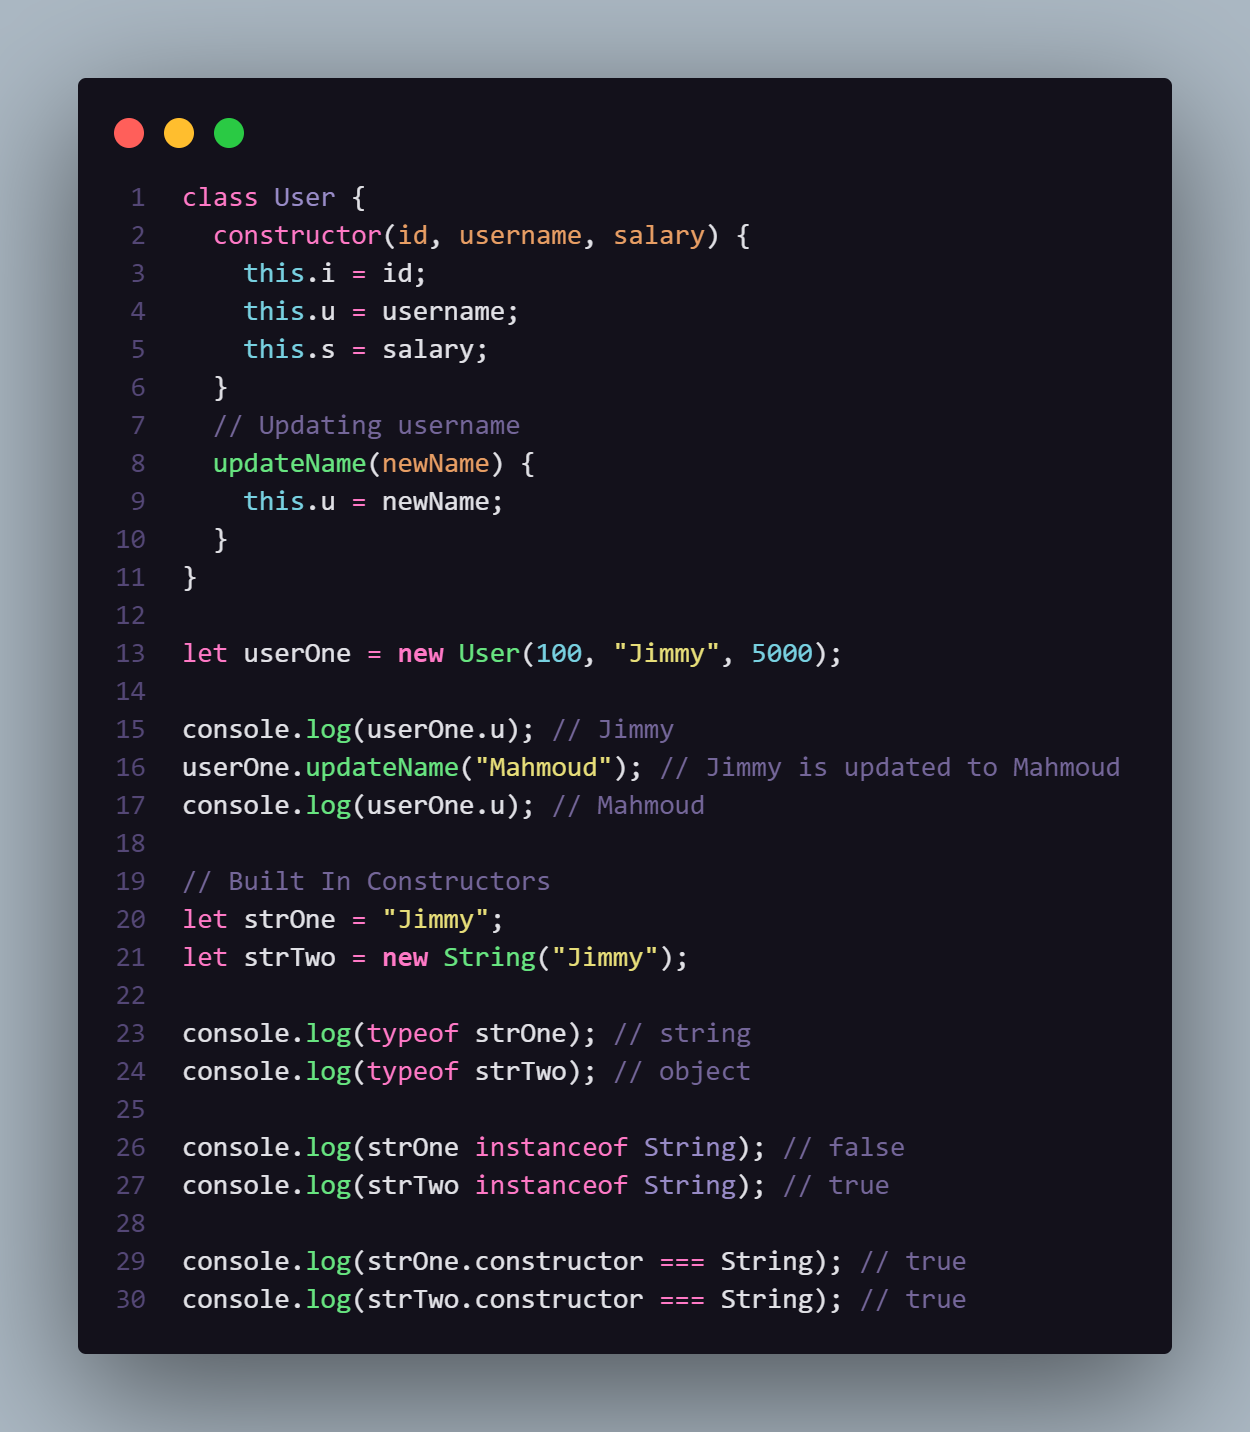 1 class User {
2   constructor(id, username, salary) {
3     this.i = id;
4     this.u = username;
5     this.s = salary;
6   }
7   // Updating username
8   updateName(newName) {
9     this.u = newName;
10   }
11 }
12
13 let userOne = new User(100, "Jimmy", 5000);
14
15 console.log(userOne.u); // Jimmy
16 userOne.updateName("Mahmoud"); // Jimmy is updated to Mahmoud
17 console.log(userOne.u); // Mahmoud
18
19 // Built In Constructors
20 let strOne = "Jimmy";
21 let strTwo = new String("Jimmy");
22
23 console.log(typeof strOne); // string
24 console.log(typeof strTwo); // object
25
26 console.log(strOne instanceof String); // false
27 console.log(strTwo instanceof String); // true
28
29 console.log(strOne.constructor === String); // true
30 console.log(strTwo.constructor === String); // true